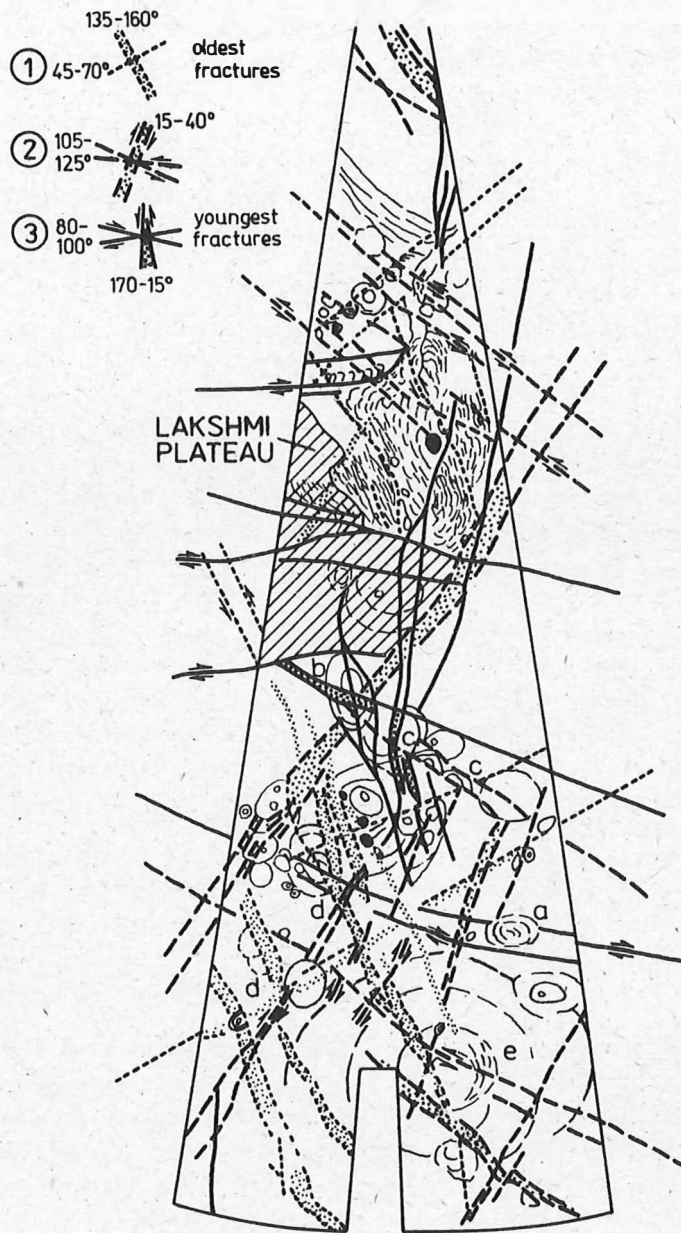 135-160°
① 45-70°
oldest
fractures
15-40°
② 105-
125°
③ 80-
100°
youngest
fractures
170-15°
LAKSHMI
PLATEAU
b
c
c
a
d
d
e